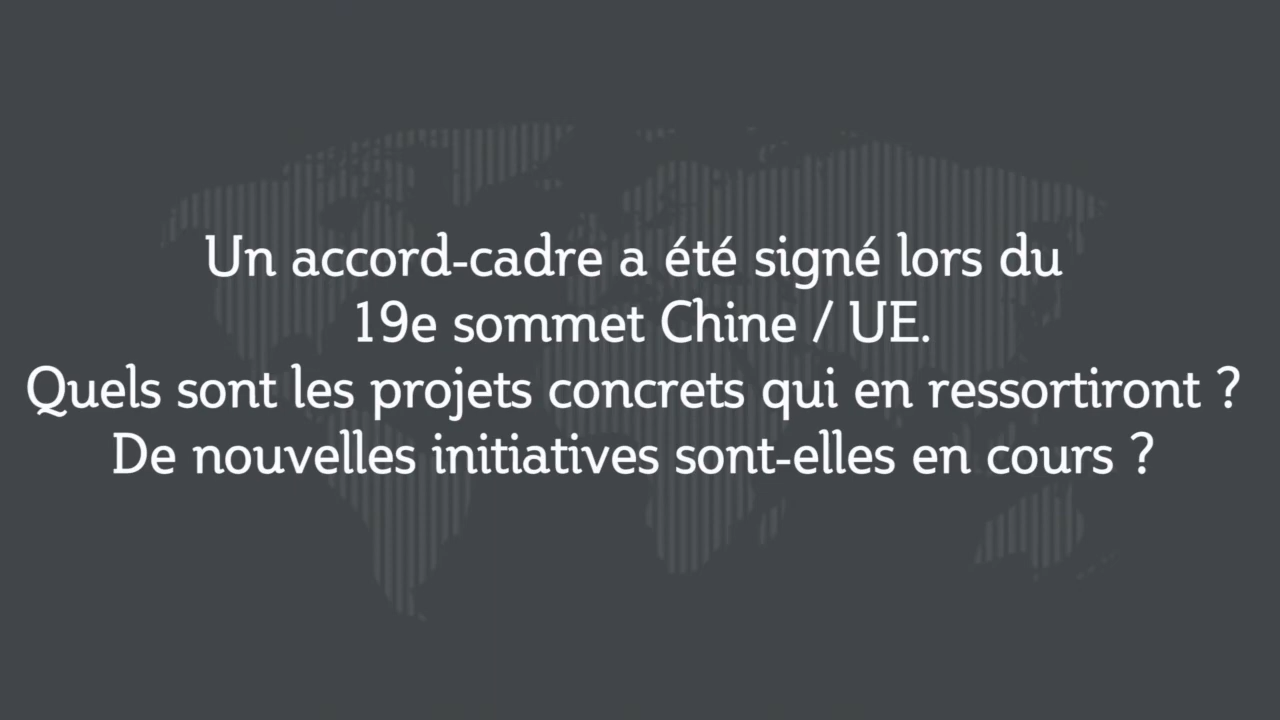 Un accord-cadre a été signé lors du
19e sommet Chine / UE.
Quels sont les projets concrets qui en ressortiront ?
De nouvelles initiatives sont-elles en cours ?